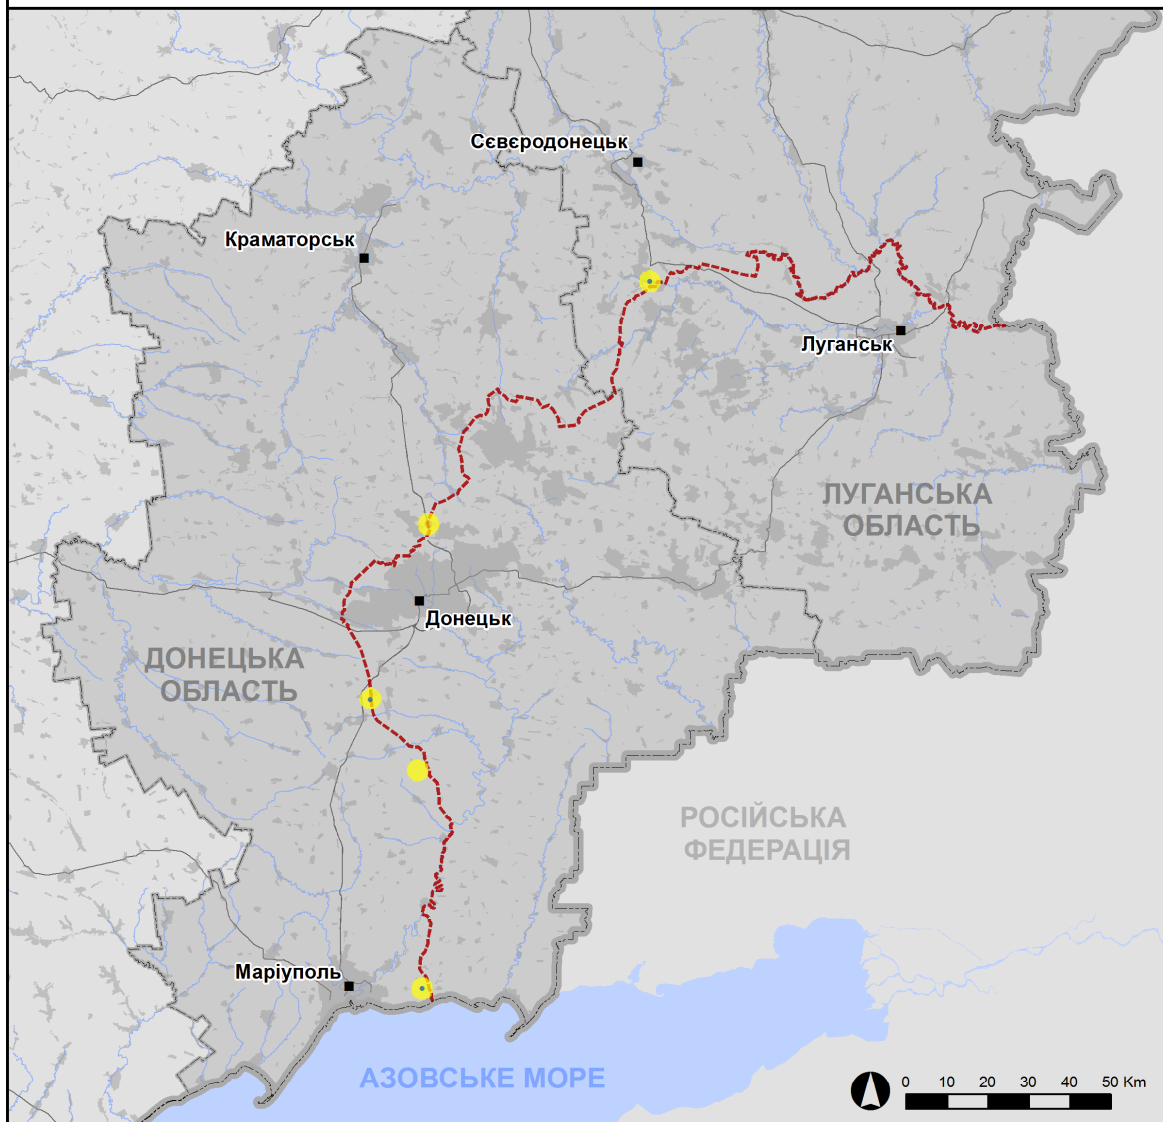 Сєвєродонецьк
Краматорськ
Луганськ
ЛУГАНСЬКА
ОБЛАСТЬ
Донецьк
ДОНЕЦЬКА
ОБЛАСТЬ
РОСІЙСЬКА
ФЕДЕРАЦІЯ
Маріуполь
АЗОВСЬКЕ МОРЕ
0 10 20 30 40 50 Km